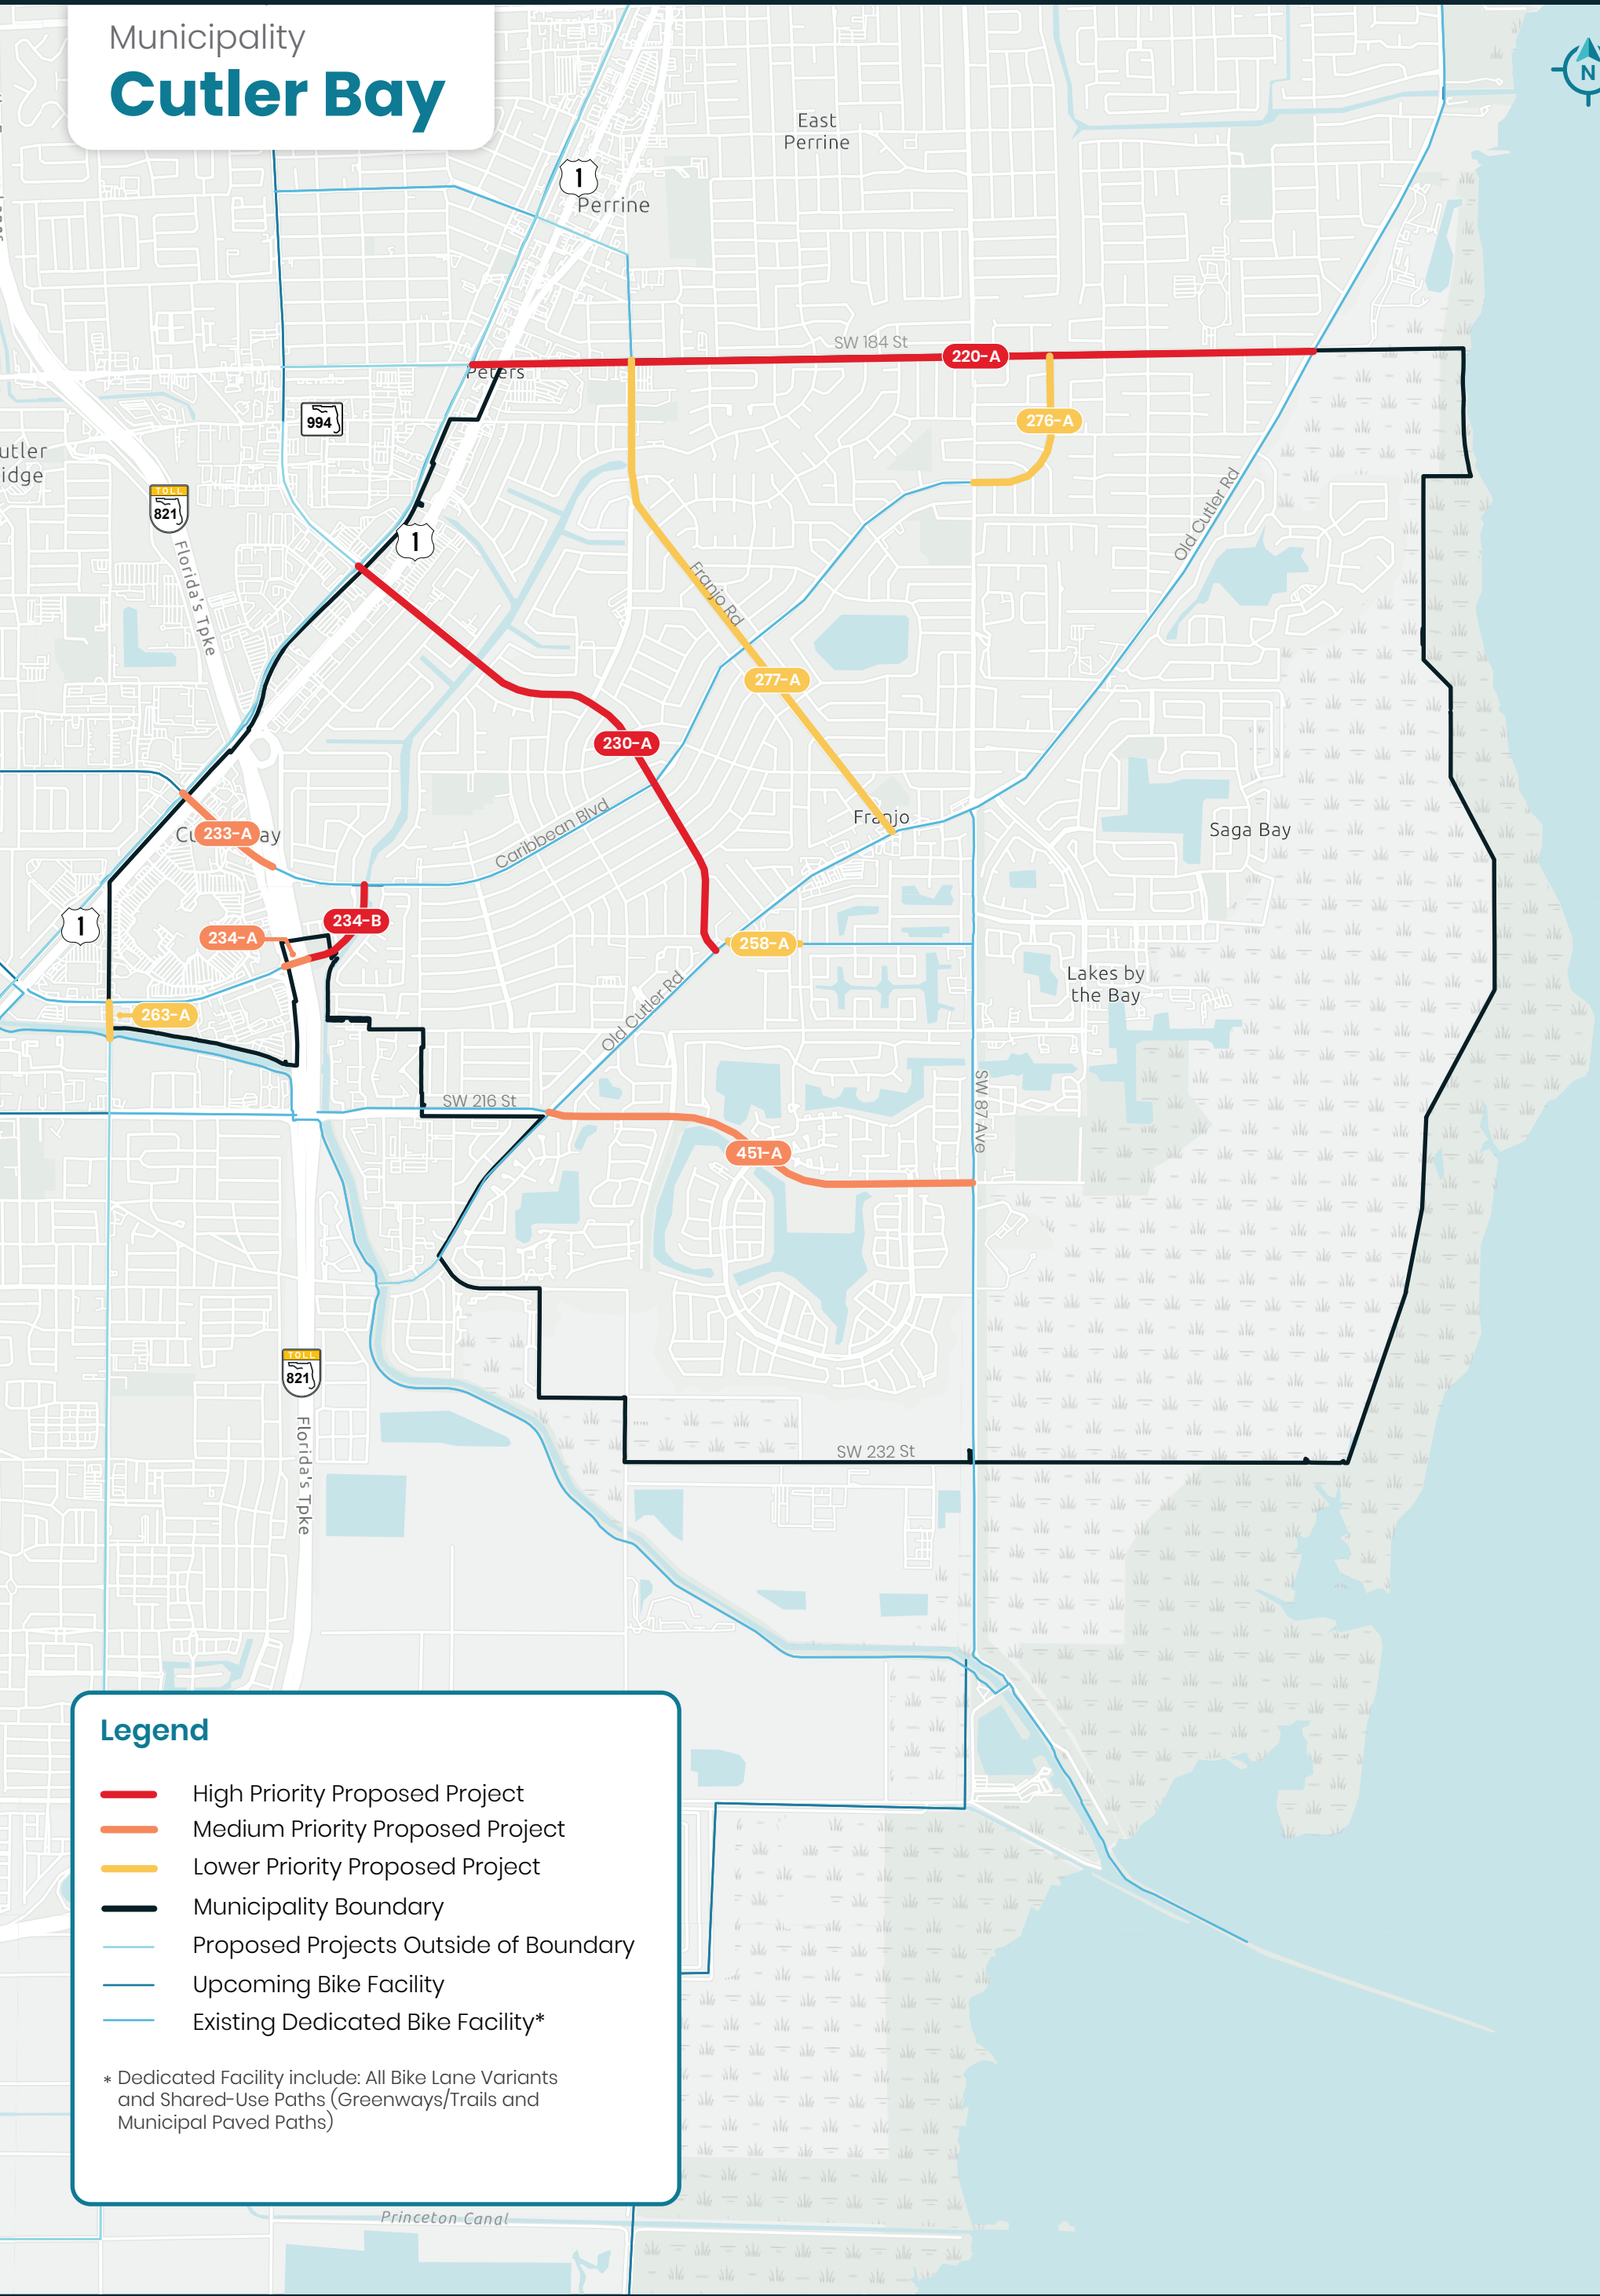 Municipality
Cutler Bay
N
East
Perrine
1
Perrine
SW 184 St
220-A
Peters
994
276-A
utler
idge
TOLL
821
Florida's Tpke
1
Old Cutler Rd
Franjo Rd
277-A
230-A
Caribbean Blvd
Franjo
Saga Bay
233-A
1
234-B
234-A
258-A
Lakes by
the Bay
263-A
Old Cutler Rd
SW 216 St
SW 87 Ave
451-A
TOLL
821
Florida's Tpke
SW 232 St
Legend
High Priority Proposed Project
Medium Priority Proposed Project
Lower Priority Proposed Project
Municipality Boundary
Proposed Projects Outside of Boundary
Upcoming Bike Facility
Existing Dedicated Bike Facility*
* Dedicated Facility include: All Bike Lane Variants
and Shared-Use Paths (Greenways/Trails and
Municipal Paved Paths)
Princeton Canal